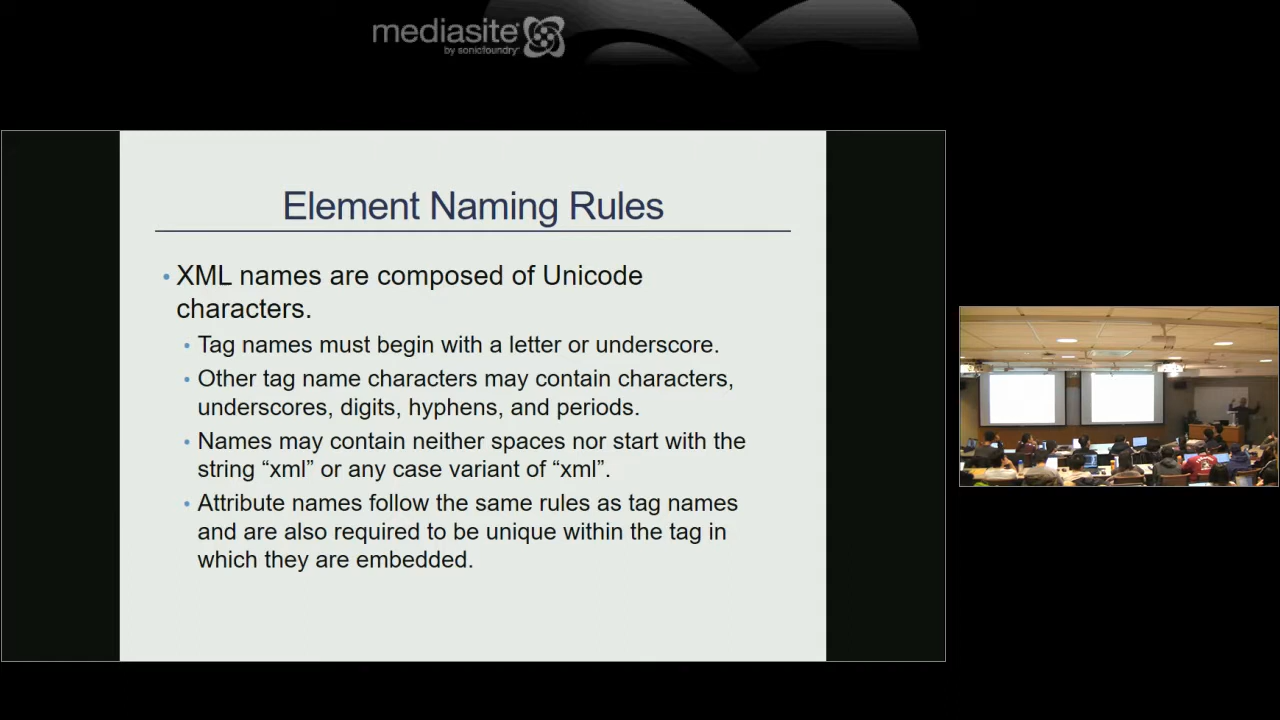 mediasite
by sonicfoundry
Element Naming Rules
• XML names are composed of Unicode
characters.
• Tag names must begin with a letter or underscore.
• Other tag name characters may contain characters,
underscores, digits, hyphens, and periods.
• Names may contain neither spaces nor start with the
string “xml” or any case variant of “xml”.
• Attribute names follow the same rules as tag names
and are also required to be unique within the tag in
which they are embedded.